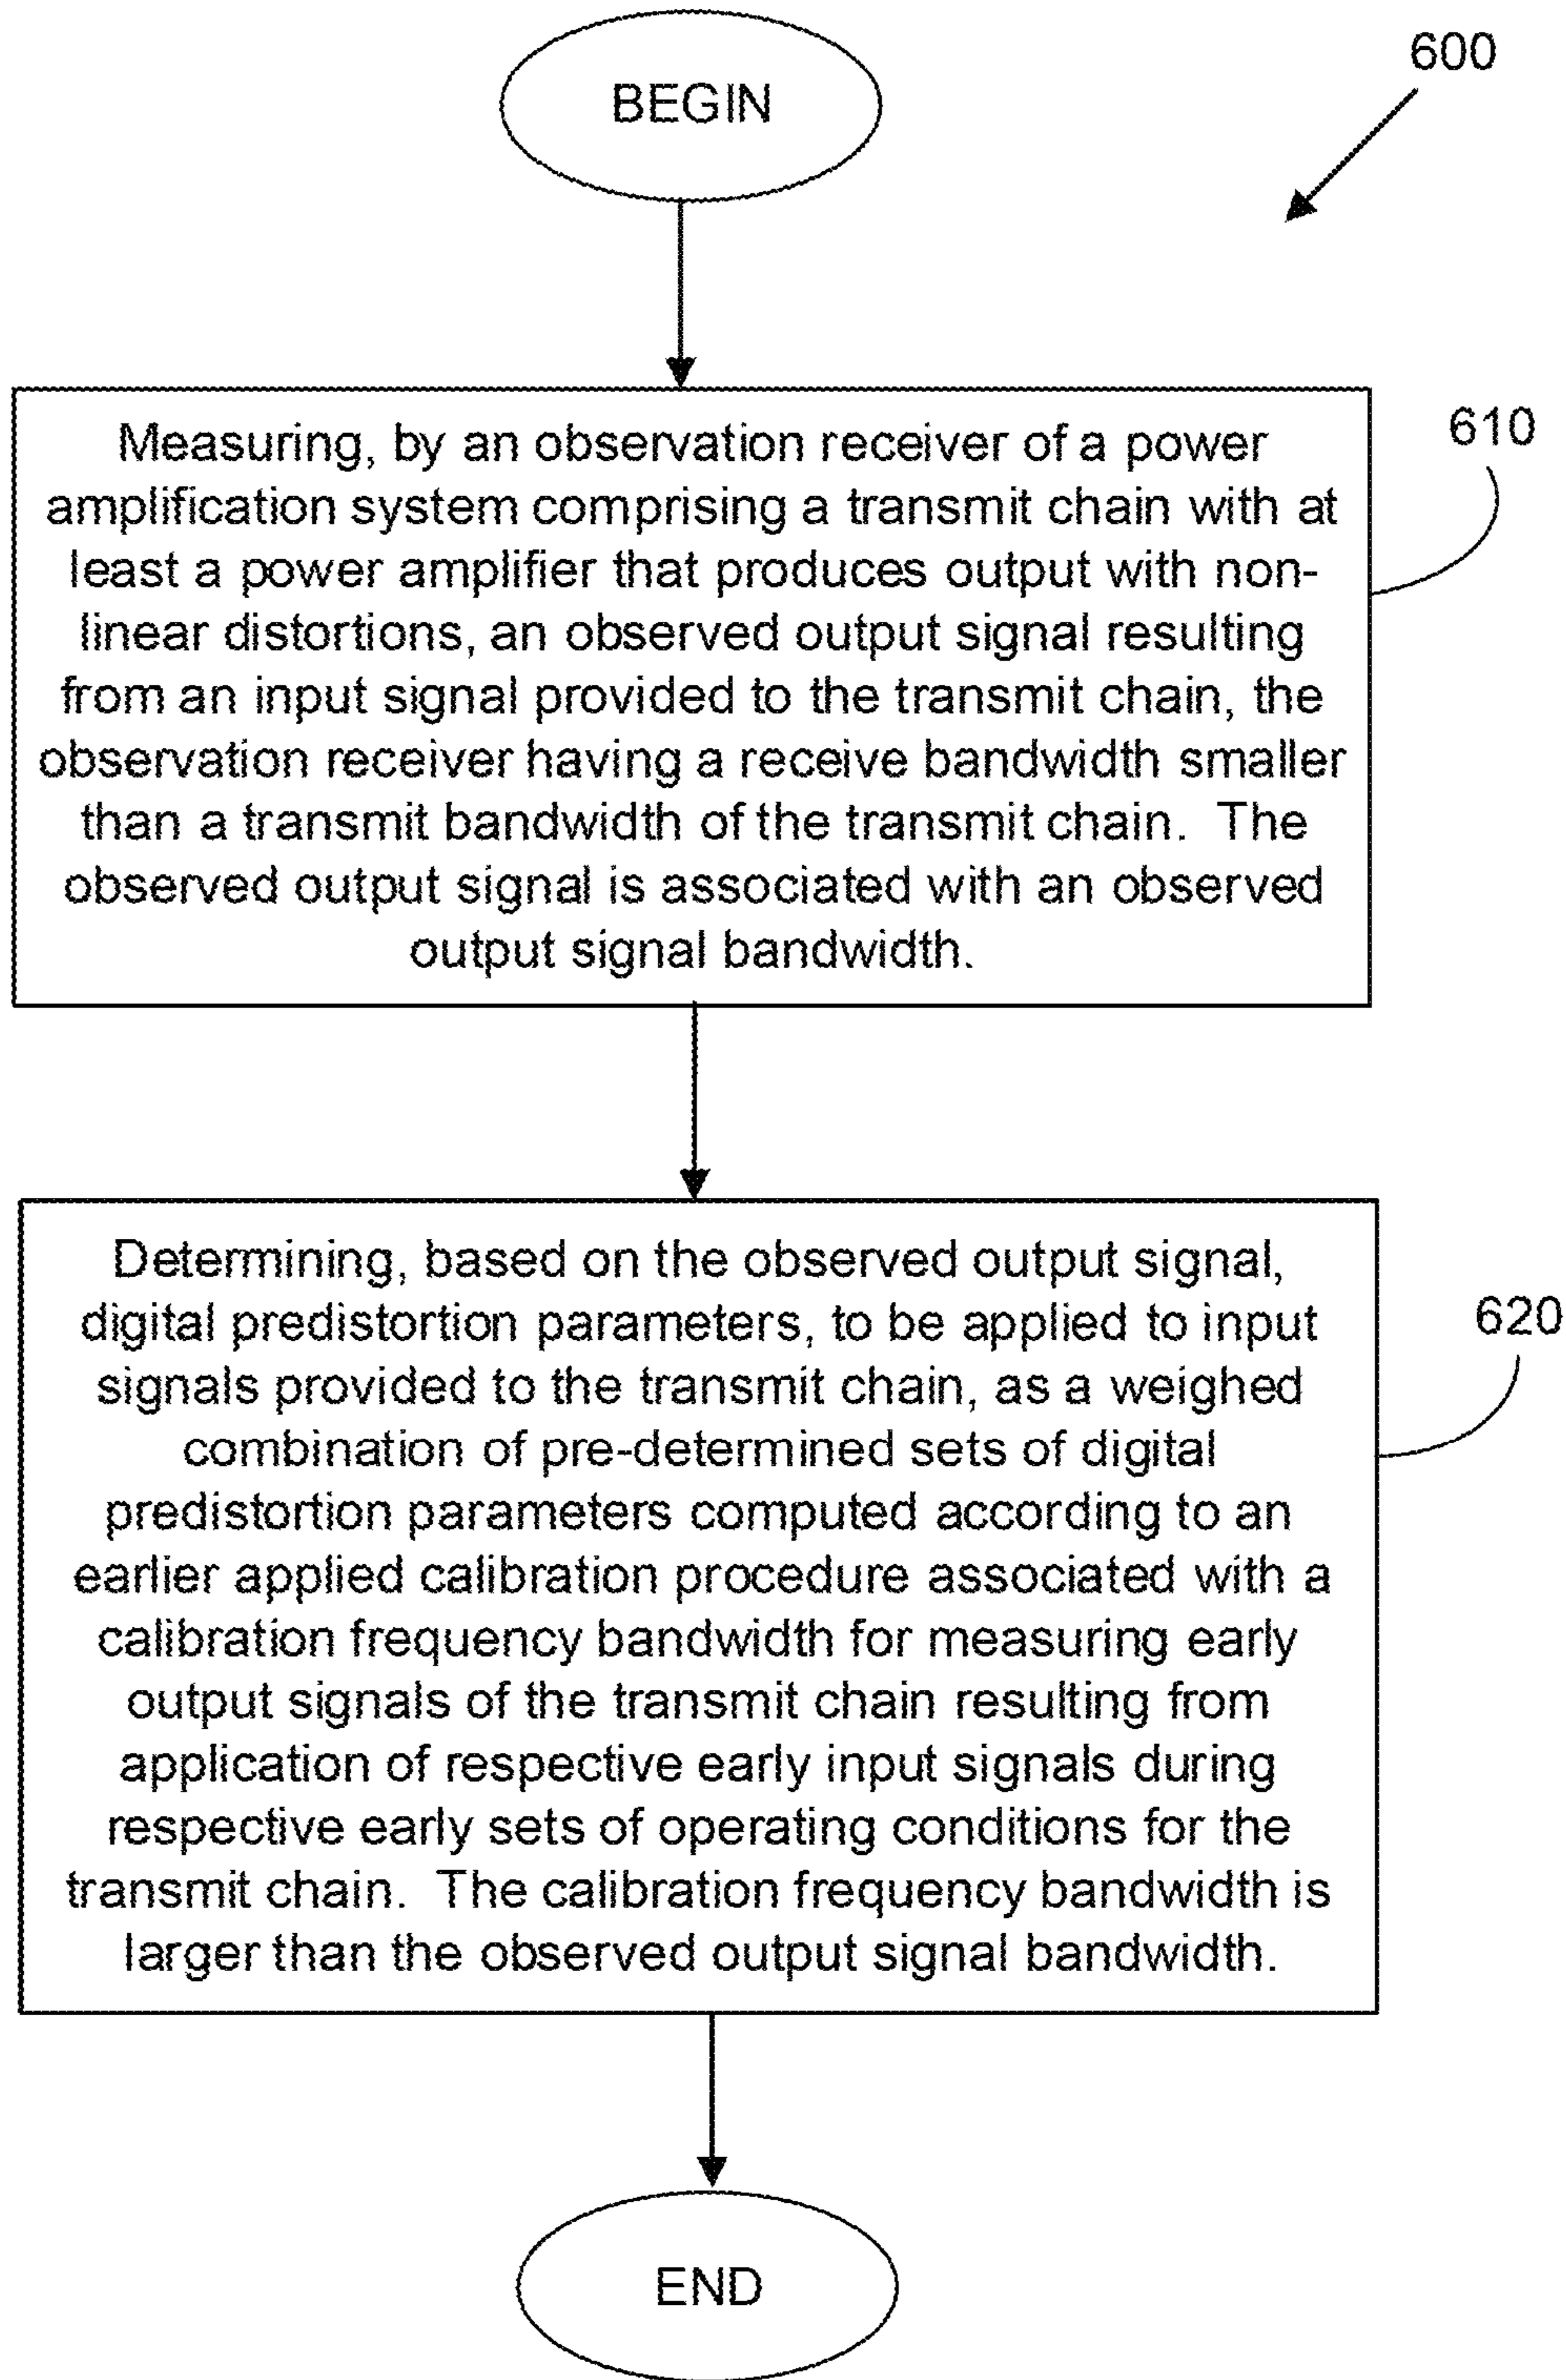 BEGIN
600
Measuring, by an observation receiver of a power
amplification system comprising a transmit chain with at
least a power amplifier that produces output with non-
linear distortions, an observed output signal resulting
from an input signal provided to the transmit chain, the
observation receiver having a receive bandwidth smaller
than a transmit bandwidth of the transmit chain. The
observed output signal is associated with an observed
output signal bandwidth.
610
Determining, based on the observed output signal,
digital predistortion parameters, to be applied to input
signals provided to the transmit chain, as a weighed
combination of pre-determined sets of digital
predistortion parameters computed according to an
earlier applied calibration procedure associated with a
calibration frequency bandwidth for measuring early
output signals of the transmit chain resulting from
application of respective early input signals during
respective early sets of operating conditions for the
transmit chain. The calibration frequency bandwidth is
larger than the observed output signal bandwidth.
620
END